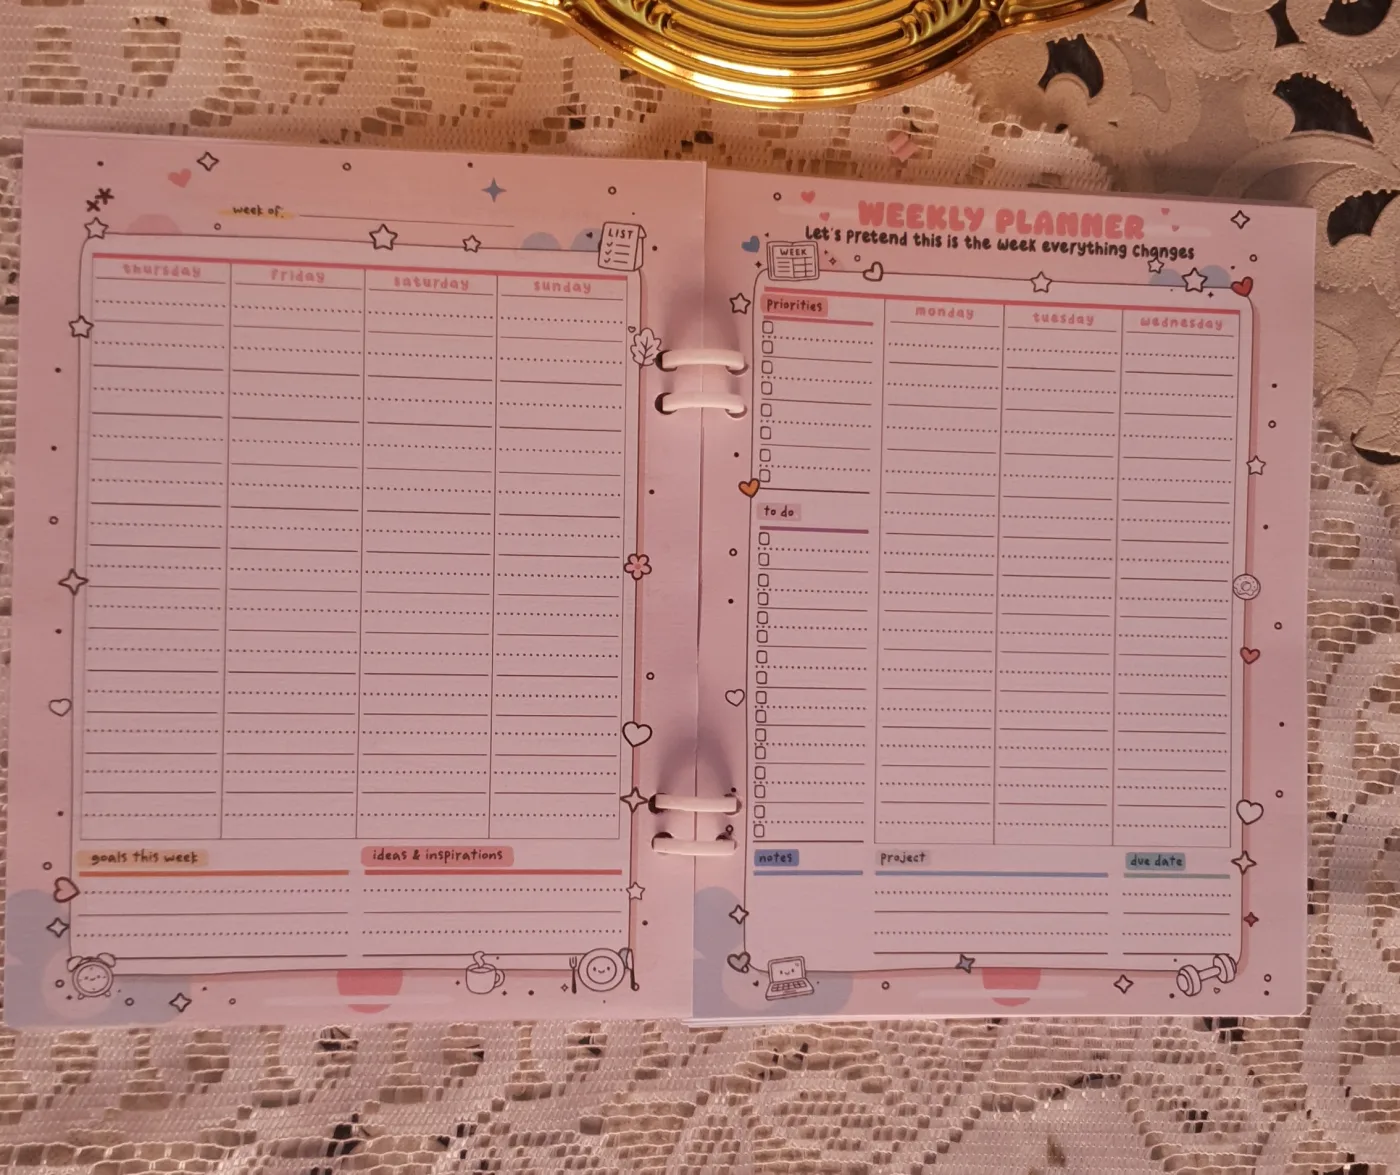 week of:
LIST
thursday
friday
saturday
sunday
goals this week
ideas & inspirations
WEEKLY PLANNER
Let's pretend this is the week everything changes
WEEK
priorities
monday
tuesday
wednesday
to do
notes
project
due date